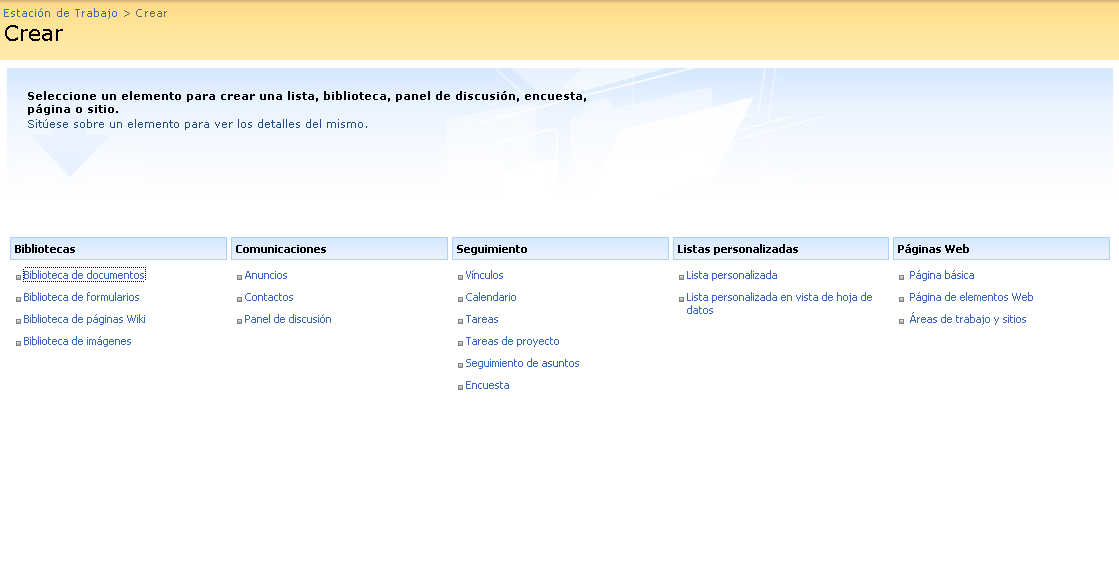 Estación de Trabajo > Crear
Crear
Seleccione un elemento para crear una lista, biblioteca, panel de discusión, encuesta,
página o sitio.
Sitúese sobre un elemento para ver los detalles del mismo.
Bibliotecas
Biblioteca de documentos
Biblioteca de formularios
Biblioteca de páginas Wiki
Biblioteca de imágenes
Comunicaciones
Anuncios
Contactos
Panel de discusión
Seguimiento
Vínculos
Calendario
Tareas
Tareas de proyecto
Seguimiento de asuntos
Encuesta
Listas personalizadas
Lista personalizada
Lista personalizada en vista de hoja de
datos
Páginas Web
Página básica
Página de elementos Web
Áreas de trabajo y sitios